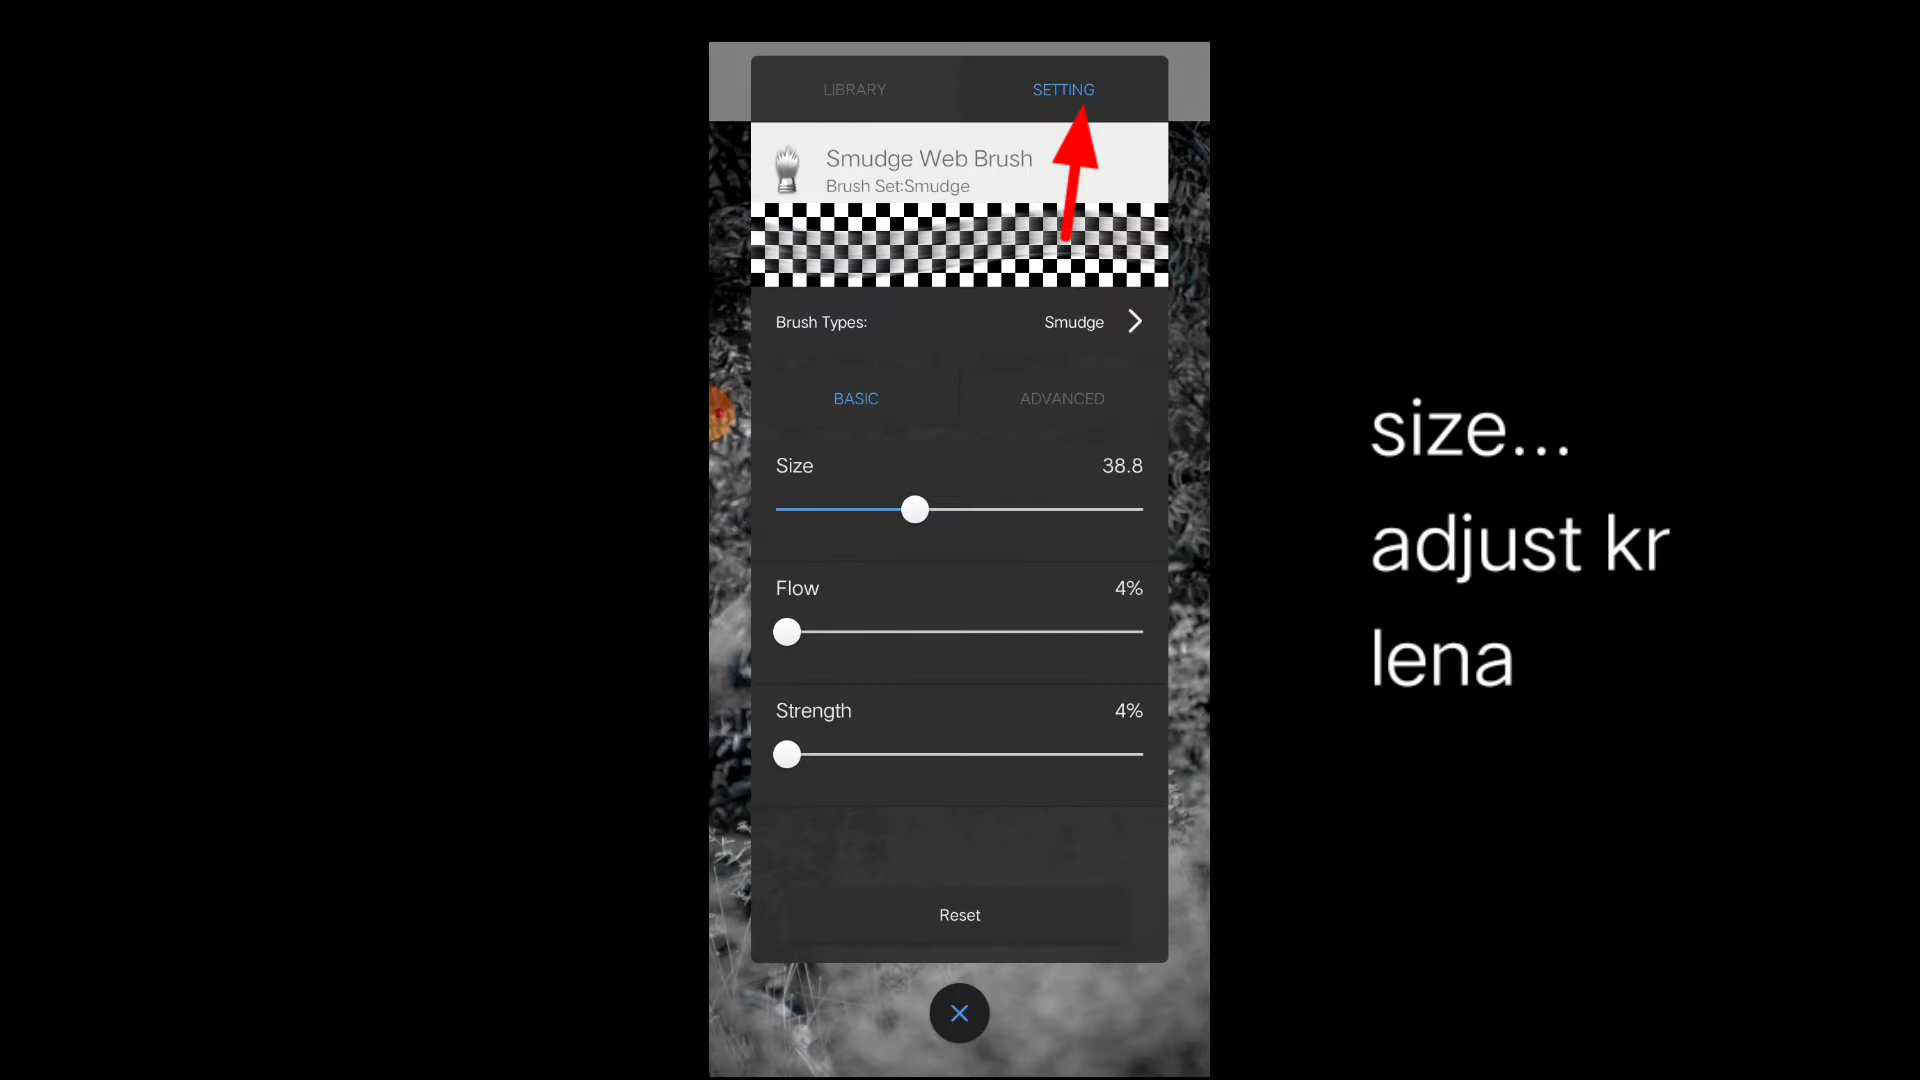 LIBRARY SETTING
Smudge Web Brush
Brush Set:Smudge
Brush Types: Smudge
BASIC ADVANCED
Size 38.8
Flow 4%
Strength 4%
Reset
size...
adjust kr
lena